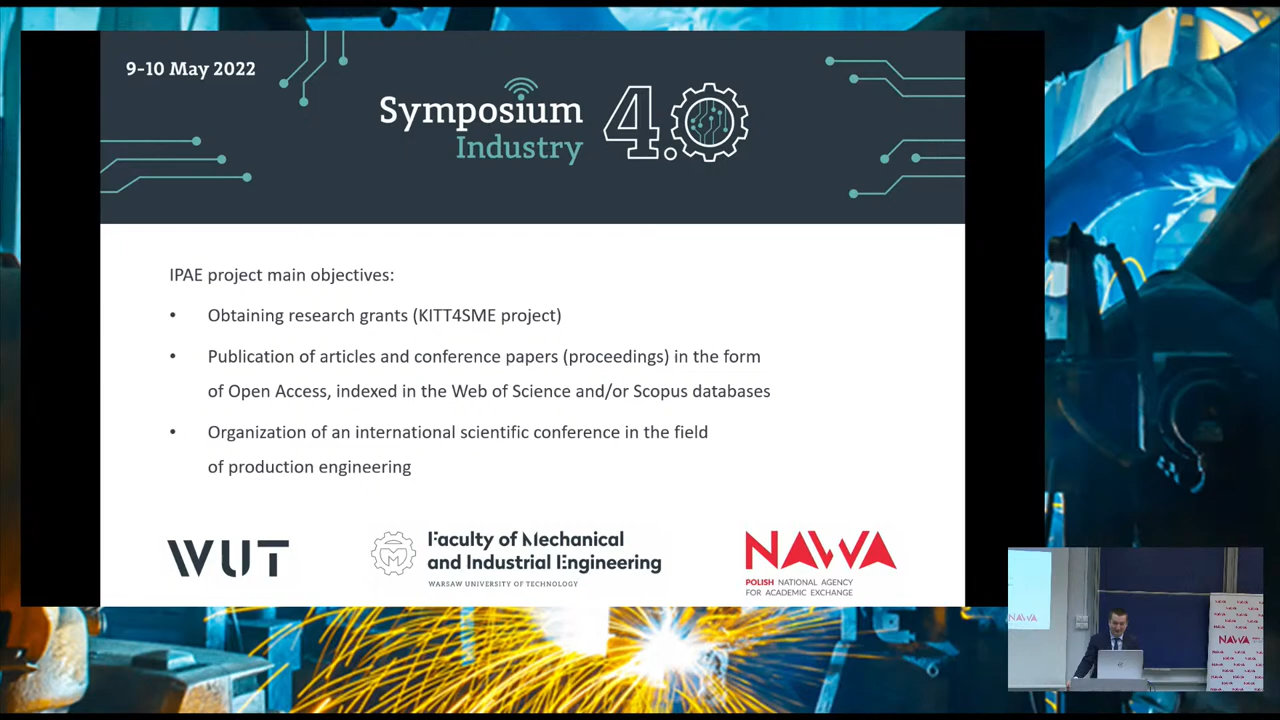 9-10 May 2022
Symposium
Industry
4.0
IPAE project main objectives:
• Obtaining research grants (KITT4SME project)
• Publication of articles and conference papers (proceedings) in the form
of Open Access, indexed in the Web of Science and/or Scopus databases
• Organization of an international scientific conference in the field
of production engineering
WUT
Faculty of Mechanical
and Industrial Engineering
WARSAW UNIVERSITY OF TECHNOLOGY
NAWA
POLISH NATIONAL AGENCY
FOR ACADEMIC EXCHANGE
NAWA
NAWA